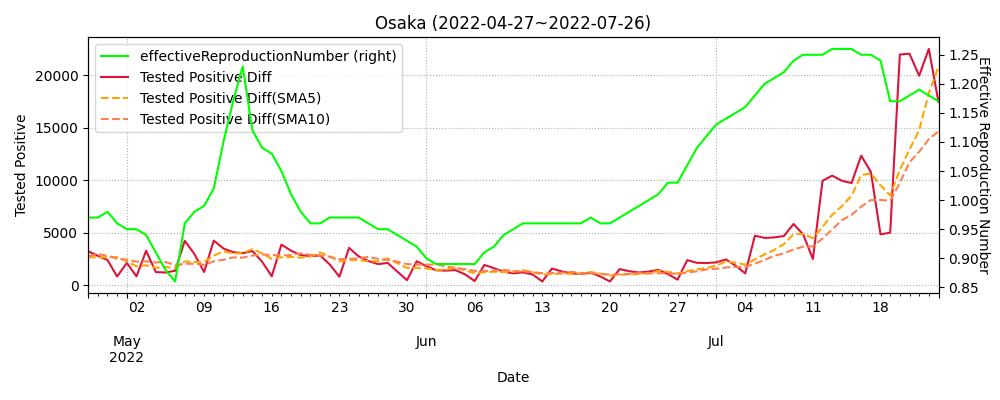 Osaka (2022-04-27~2022-07-26)
effectiveReproductionNumber (right)
Tested Positive Diff
Tested Positive Diff(SMA5)
Tested Positive Diff(SMA10)
Tested Positive
20000
15000
10000
5000
0
1.25
1.20
1.15
1.10
1.05
1.00
0.95
0.90
0.85
Effective Reproduction Number
02 09 16 23 30 06 13 20 27 04 11 18
May Jun Jul
2022
Date